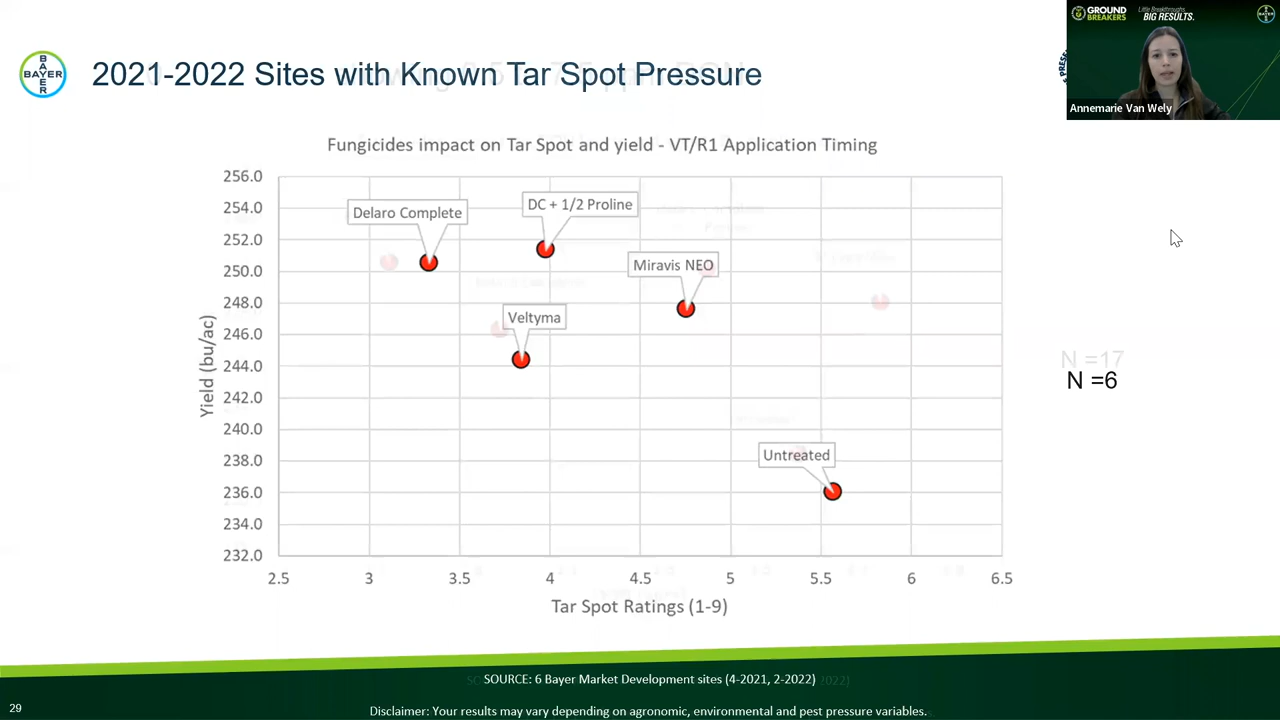 GROUND
BREAKERS
Little Breakthroughs.
BIG RESULTS.
BAYER
BAYER
Annemarie Van Wely
2021-2022 Sites with Known Tar Spot Pressure
Fungicides impact on Tar Spot and yield - VT/R1 Application Timing
256.0
254.0
252.0
250.0
248.0
246.0
244.0
242.0
240.0
238.0
236.0
234.0
232.0
Yield (bu/ac)
Delaro Complete
DC + 1/2 Proline
Miravis NEO
Veltyma
Untreated
N =17
N =6
2.5 3 3.5 4 4.5 5 5.5 6 6.5
Tar Spot Ratings (1-9)
SOURCE: 6 Bayer Market Development sites (4-2021, 2-2022)
29
Disclaimer: Your results may vary depending on agronomic, environmental and pest pressure variables.